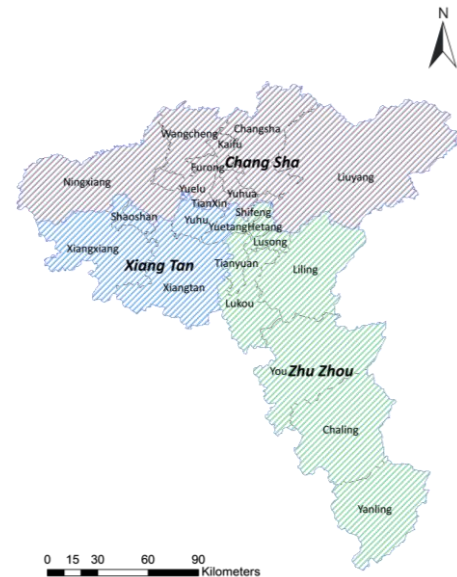 N
Wangcheng
Changsha
Kaifu
Furong
Chang Sha
Ningxiang
Yuelu
Yuhua
Liuyang
TianXin
Shaoshan
Yuhu
Shifeng
YuetangHetang
Xiangxiang
Lusong
Xiang Tan
Tianyuan
Liling
Xiangtan
Lukou
You
Zhu Zhou
Chaling
Yanling
0 15 30 60 90
Kilometers